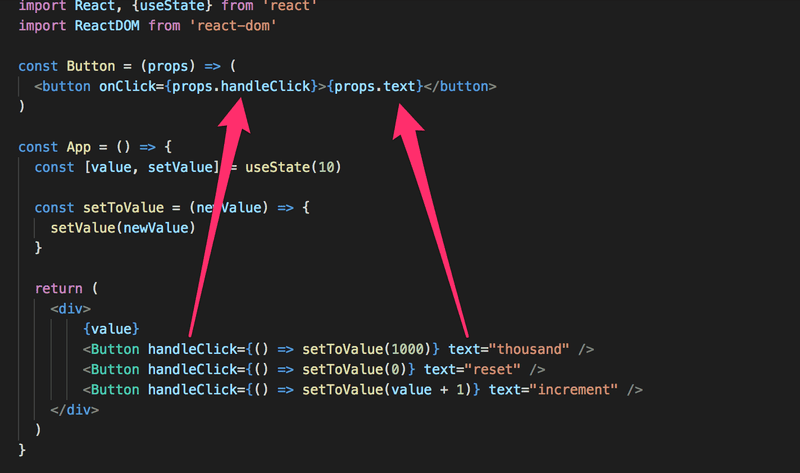 import React, {useState} from 'react'
import ReactDOM from 'react-dom'
const Button = (props) => (
<button onClick={props.handleClick}>{props.text}</button>
)
const App = () => {
const [value, setValue] = useState(10)
const setToValue = (newValue) => {
setValue(newValue)
}
return (
<div>
{value}
<Button handleClick={() => setToValue(1000)} text="thousand" />
<Button handleClick={() => setToValue(0)} text="reset" />
<Button handleClick={() => setToValue(value + 1)} text="increment" />
</div>
)
}